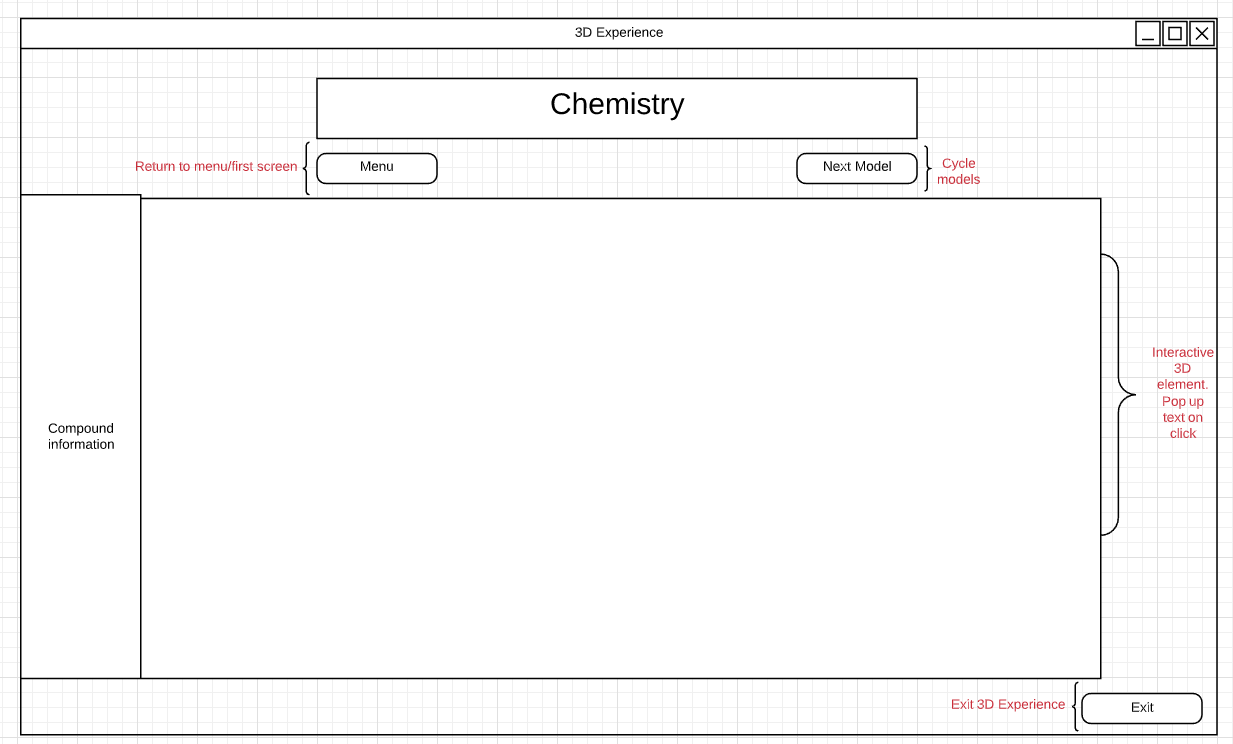 3D Experience
Chemistry
Return to menu/first screen
Menu
Next Model
Cycle
models
Compound
information
Interactive
3D
element.
Pop up
text on
click
Exit 3D Experience
Exit